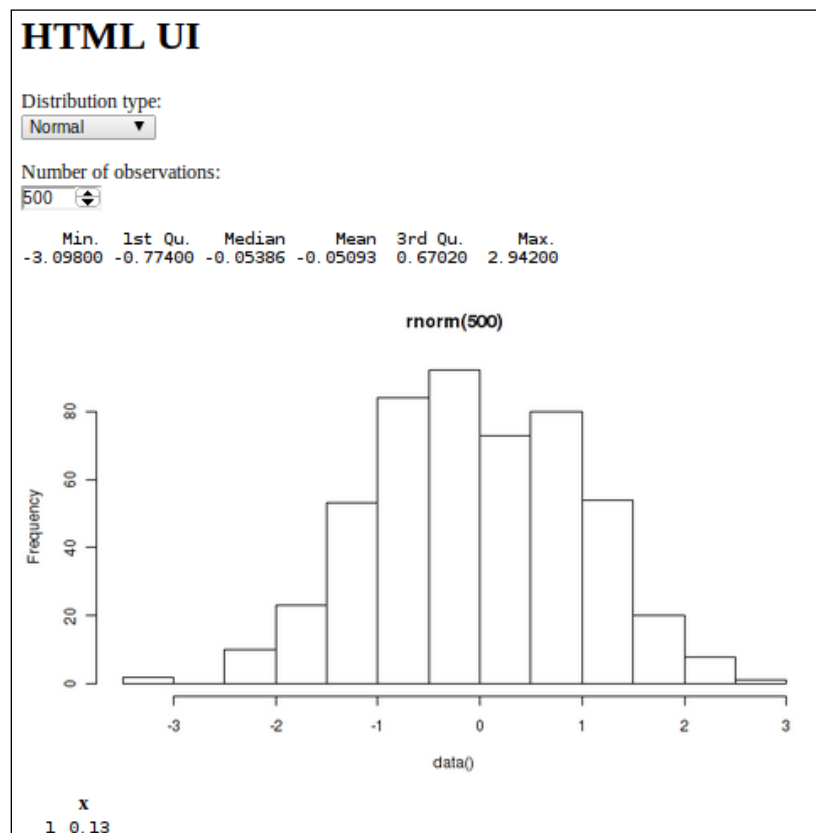 HTML UI
Distribution type:
Normal
Number of observations:
500
Min. 1st Qu. Median Mean 3rd Qu. Max.
-3.09800 -0.77400 -0.05386 -0.05093 0.67020 2.94200
rnorm(500)
Frequency
80
60
40
20
0
-3 -2 -1 0 1 2 3
data()
x
1 0.13